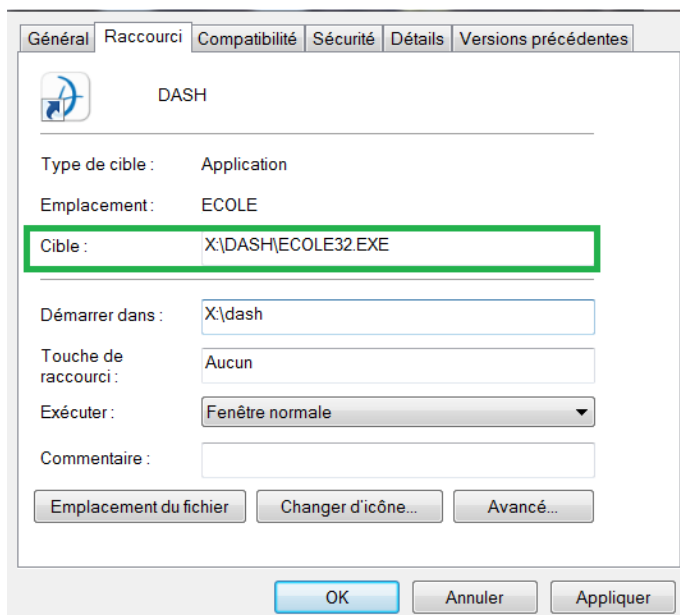 Général Raccourci Compatibilité Sécurité Détails Versions précédentes
DASH
Type de cible : Application
Emplacement : ECOLE
Cible : X:\DASH\ECOLE32.EXE
Démarrer dans : X:\dash
Touche de
raccourci : Aucun
Exécuter : Fenêtre normale
Commentaire :
Emplacement du fichier Changer d'icône... Avancé...
OK Annuler Appliquer